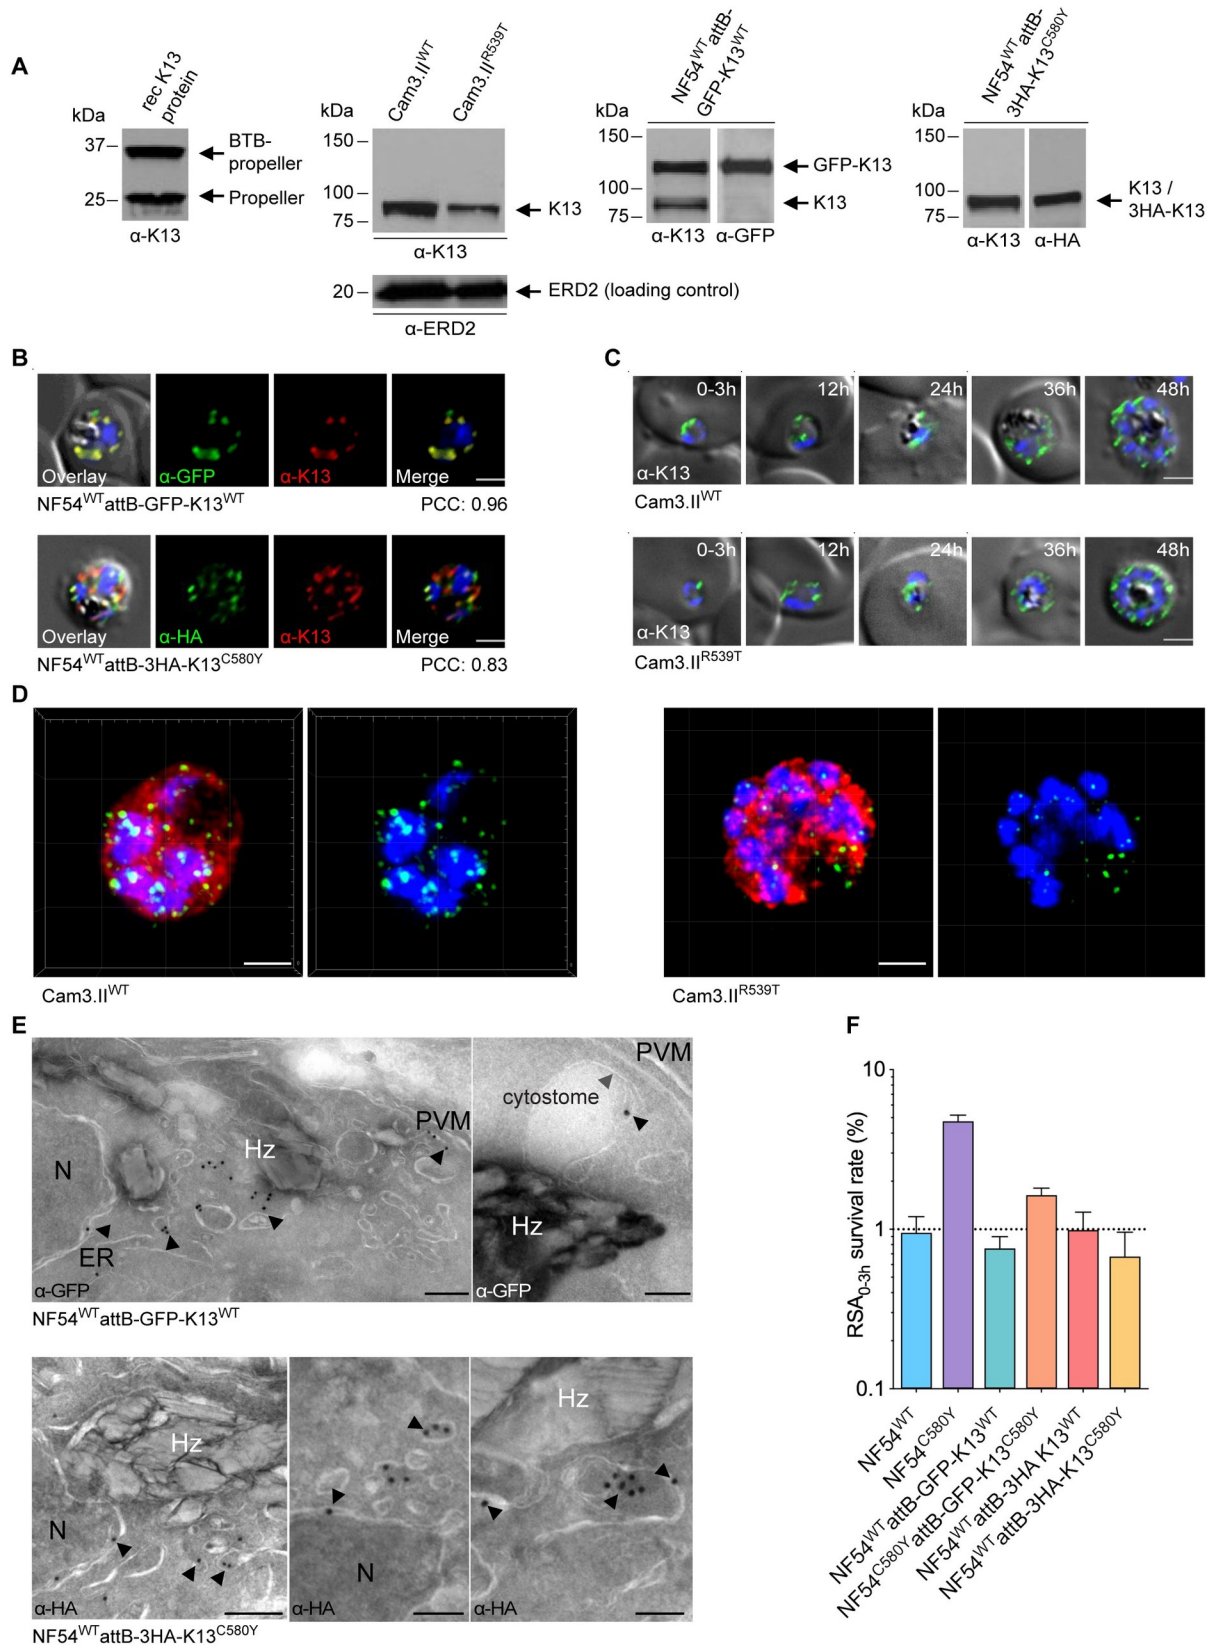 A
kDa
rec K13
protein
37
25
BTB-
propeller
Propeller
α-K13
kDa
Cam3.II^WT
Cam3.II^R539T
150
100
75
K13
α-K13
20
ERD2 (loading control)
α-ERD2
kDa
NF54^WT attB-
GFP-K13^WT
150
100
75
GFP-K13
K13
α-K13
α-GFP
kDa
NF54^WT attB-
3HA-K13^C580Y
150
100
75
K13 /
3HA-K13
α-K13
α-HA
B
Overlay
α-GFP
α-K13
Merge
NF54^WT attB-GFP-K13^WT
PCC: 0.96
Overlay
α-HA
α-K13
Merge
NF54^WT attB-3HA-K13^C580Y
PCC: 0.83
C
0-3h
12h
24h
36h
48h
α-K13
Cam3.II^WT
0-3h
12h
24h
36h
48h
α-K13
Cam3.II^R539T
D
Cam3.II^WT
Cam3.II^R539T
E
N
Hz
PVM
ER
α-GFP
PVM
cytostome
Hz
α-GFP
NF54^WT attB-GFP-K13^WT
Hz
N
α-HA
N
α-HA
Hz
α-HA
NF54^WT attB-3HA-K13^C580Y
F
RSA0-3h survival rate (%)
10
1
0.1
NF54^WT
NF54^C580Y
NF54^WT attB-GFP-K13^WT
NF54^C580Y attB-GFP-K13^C580Y
NF54^WT attB-3HA K13^WT
NF54^WT attB-3HA-K13^C580Y